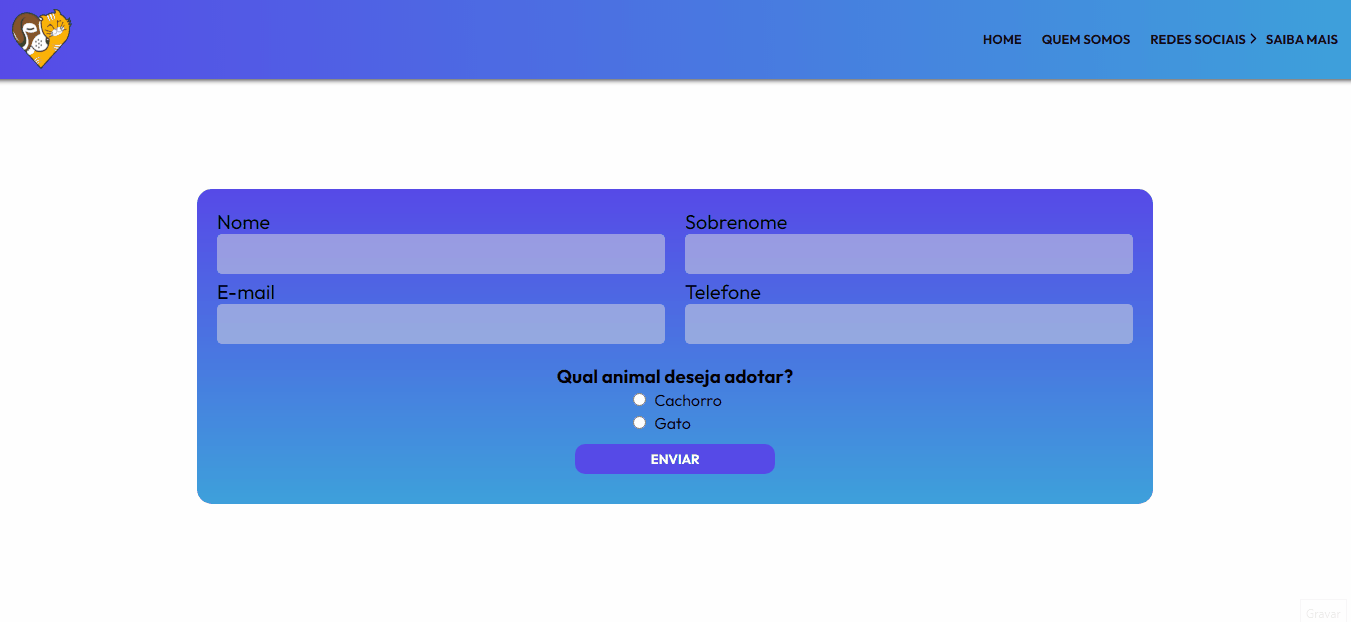 HOME QUEM SOMOS REDES SOCIAIS SAIBA MAIS
Nome Sobrenome
E-mail Telefone
Qual animal deseja adotar?
Cachorro
Gato
ENVIAR
Gravar